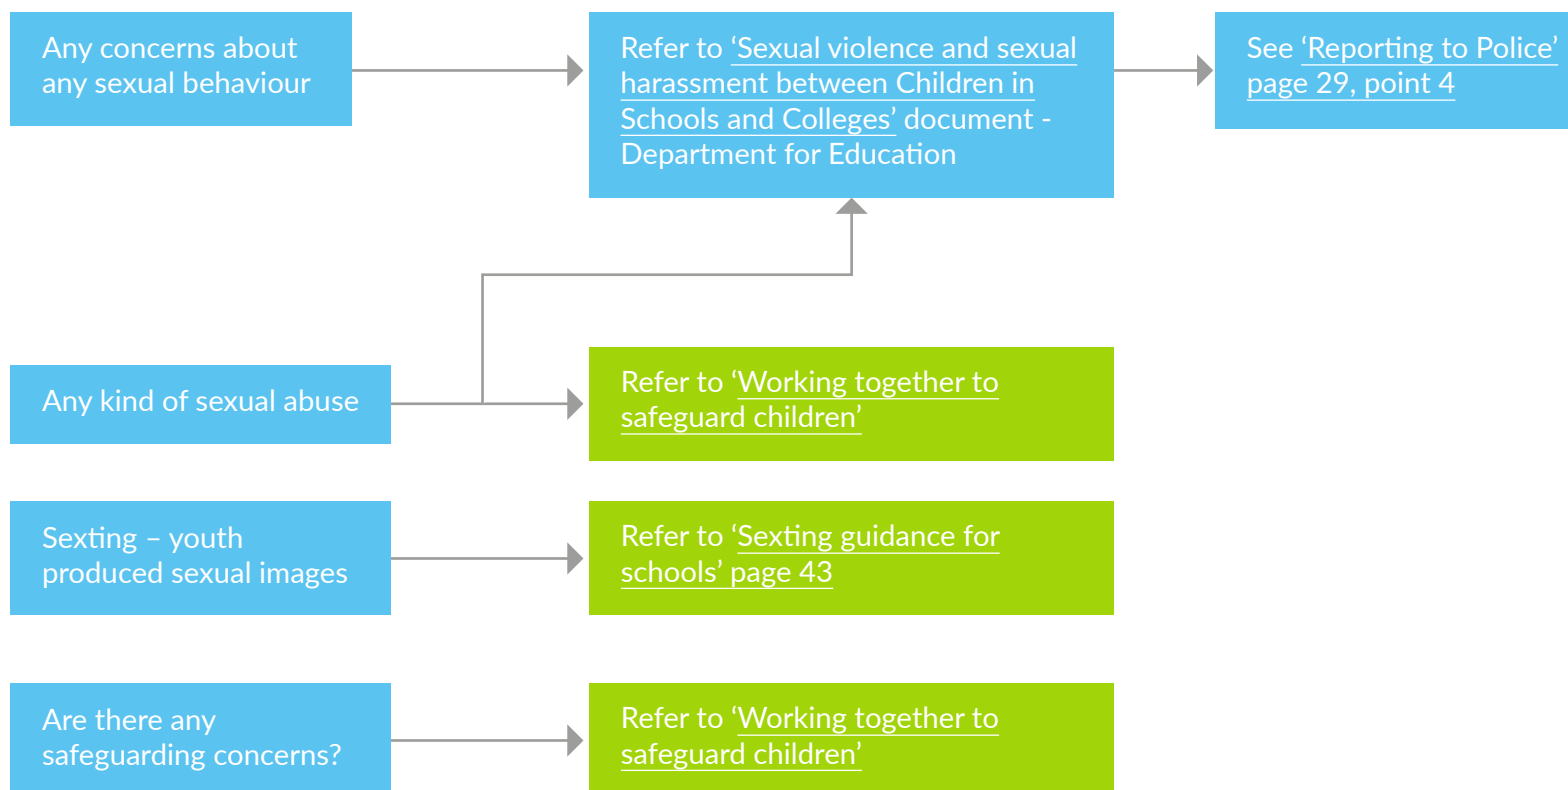 Any concerns about
any sexual behaviour
Refer to ‘Sexual violence and sexual
harassment between Children in
Schools and Colleges’ document -
Department for Education
See ‘Reporting to Police’
page 29, point 4
Any kind of sexual abuse
Refer to ‘Working together to
safeguard children’
Sexting – youth
produced sexual images
Refer to ‘Sexting guidance for
schools’ page 43
Are there any
safeguarding concerns?
Refer to ‘Working together to
safeguard children’